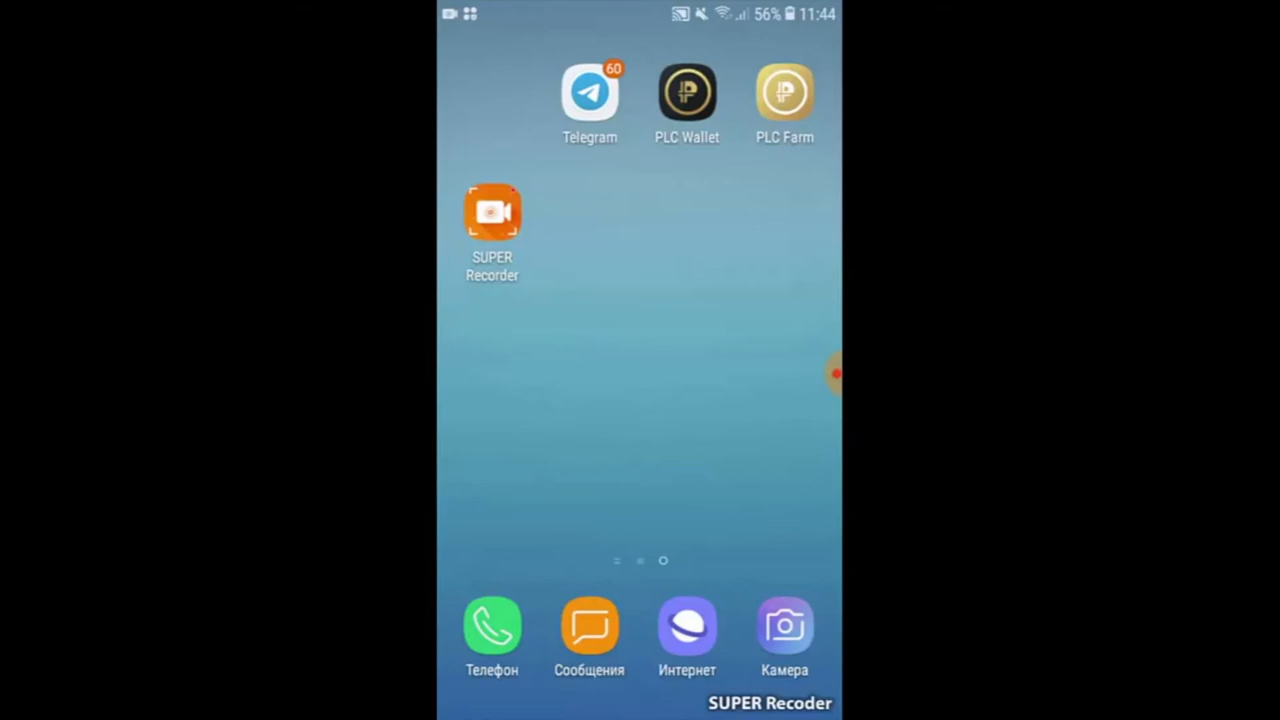 56% 11:44
60
Telegram PLC Wallet PLC Farm
SUPER
Recorder
Телефон Сообщения Интернет Камера
SUPER Recoder